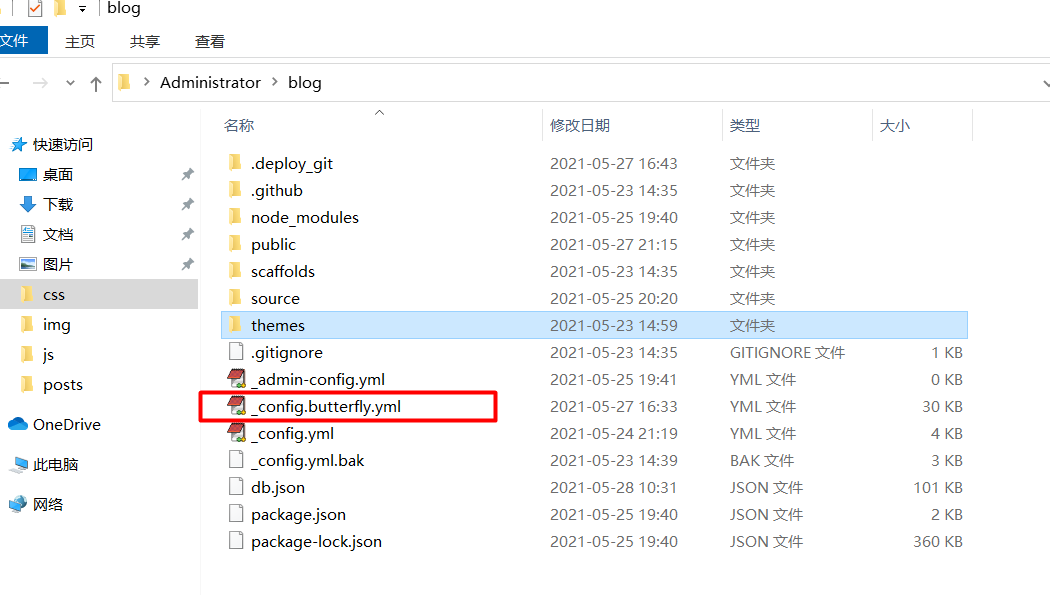 blog
文件 主页 共享 查看
Administrator blog
名称 修改日期 类型 大小
快速访问
桌面
下载
文档
图片
css
img
js
posts
OneDrive
此电脑
网络
.deploy_git 2021-05-27 16:43 文件夹
.github 2021-05-23 14:35 文件夹
node_modules 2021-05-25 19:40 文件夹
public 2021-05-27 21:15 文件夹
scaffolds 2021-05-23 14:35 文件夹
source 2021-05-25 20:20 文件夹
themes 2021-05-23 14:59 文件夹
.gitignore 2021-05-23 14:35 GITIGNORE 文件 1 KB
_admin-config.yml 2021-05-25 19:41 YML 文件 0 KB
_config.butterfly.yml 2021-05-27 16:33 YML 文件 30 KB
_config.yml 2021-05-24 21:19 YML 文件 4 KB
_config.yml.bak 2021-05-23 14:39 BAK 文件 3 KB
db.json 2021-05-28 10:31 JSON 文件 101 KB
package.json 2021-05-25 19:40 JSON 文件 2 KB
package-lock.json 2021-05-25 19:40 JSON 文件 360 KB